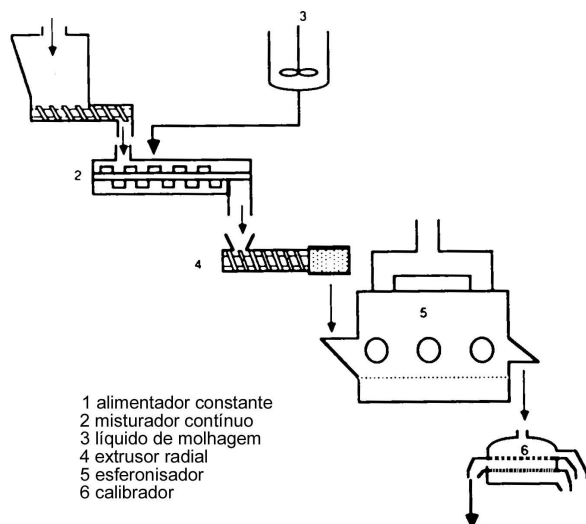 3
2
4
5
6
1 alimentador constante
2 misturador contínuo
3 líquido de molhagem
4 extrusor radial
5 esferonisador
6 calibrador